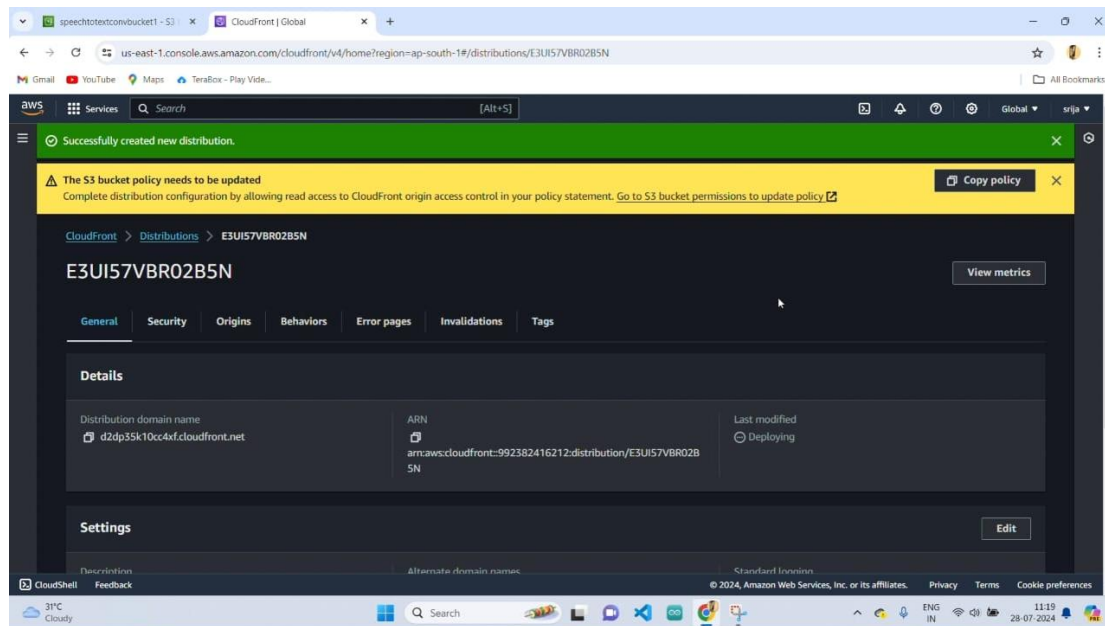 speechtotextconvbucket1 - S3
CloudFront | Global
us-east-1.console.aws.amazon.com/cloudfront/v4/home?region=ap-south-1#/distributions/E3UI57VBR02B5N
Gmail YouTube Maps TeraBox - Play Vide... All Bookmarks
aws Services Search [Alt+S] Global srija
Successfully created new distribution.
The S3 bucket policy needs to be updated
Complete distribution configuration by allowing read access to CloudFront origin access control in your policy statement. Go to S3 bucket permissions to update policy
Copy policy
CloudFront > Distributions > E3UI57VBR02B5N
E3UI57VBR02B5N
View metrics
General Security Origins Behaviors Error pages Invalidations Tags
Details
Distribution domain name
d2dp35k10cc4xf.cloudfront.net
ARN
arn:aws:cloudfront::992382416212:distribution/E3UI57VBR02B
5N
Last modified
Deploying
Settings
Edit
Description Alternate domain names Standard logging
CloudShell Feedback © 2024, Amazon Web Services, Inc. or its affiliates. Privacy Terms Cookie preferences
31°C
Cloudy
Search
ENG
IN
11:19
28-07-2024